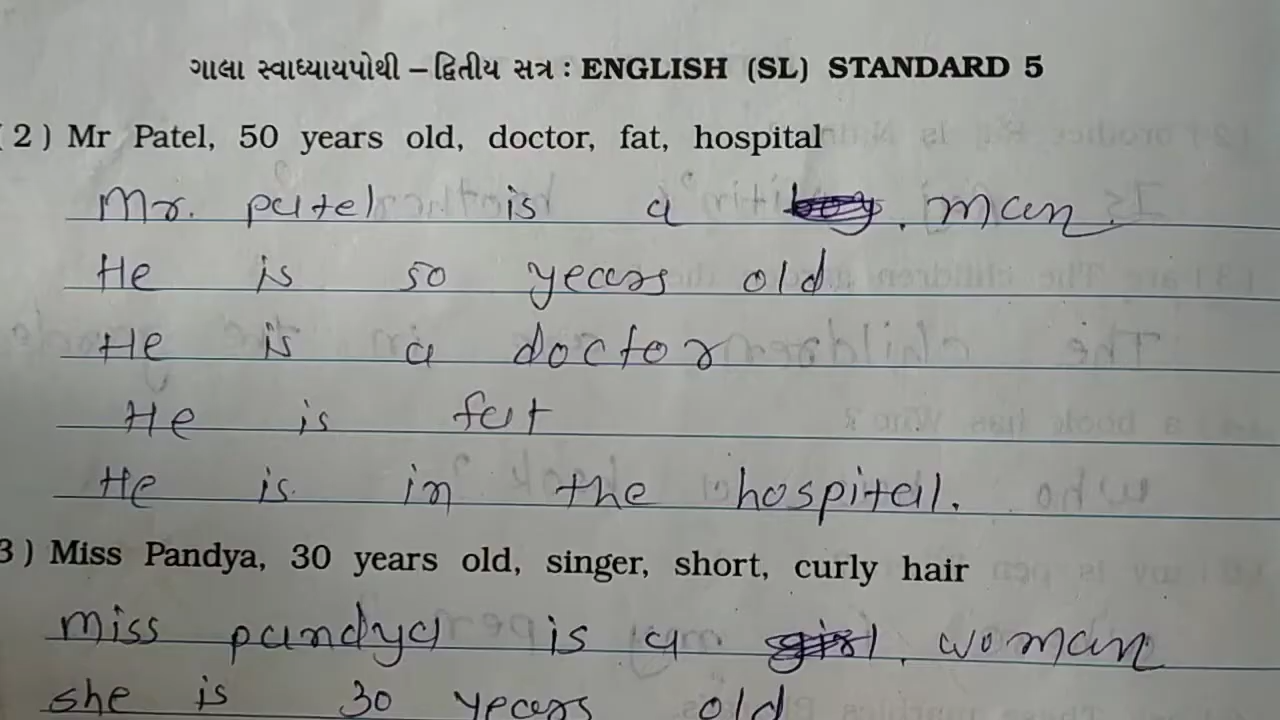 ગાલા સ્વાધ્યાયપોથી – દ્વિતીય સત્ર : ENGLISH (SL) STANDARD 5
2) Mr Patel, 50 years old, doctor, fat, hospital
Mr. patel is a boy. man.
He is 50 years old
He is a doctor
He is fat
He is in the hospital.
3) Miss Pandya, 30 years old, singer, short, curly hair
miss pandya is a girl. woman
she is 30 years old